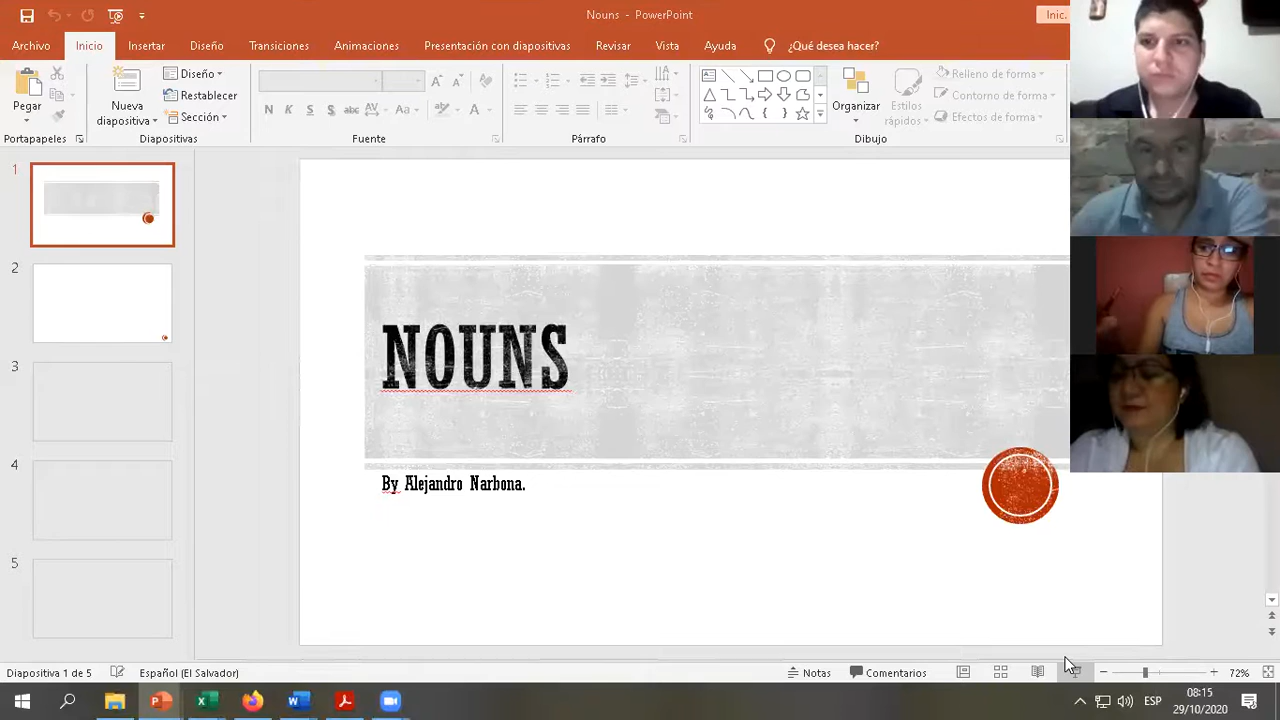 Nouns - PowerPoint
Inic.
Archivo Inicio Insertar Diseño Transiciones Animaciones Presentación con diapositivas Revisar Vista Ayuda ¿Qué desea hacer?
Pegar
Nueva diapositiva
Diseño
Restablecer
Sección
N K S S abc AV Aa A
Organizar
Estilos rápidos
Relleno de forma
Contorno de forma
Efectos de forma
Portapapeles Diapositivas Fuente Párrafo Dibujo
1
2
3
4
5
NOUNS
By Alejandro Narbona.
Diapositiva 1 de 5 Español (El Salvador) Notas Comentarios 72%
ESP 08:15
29/10/2020